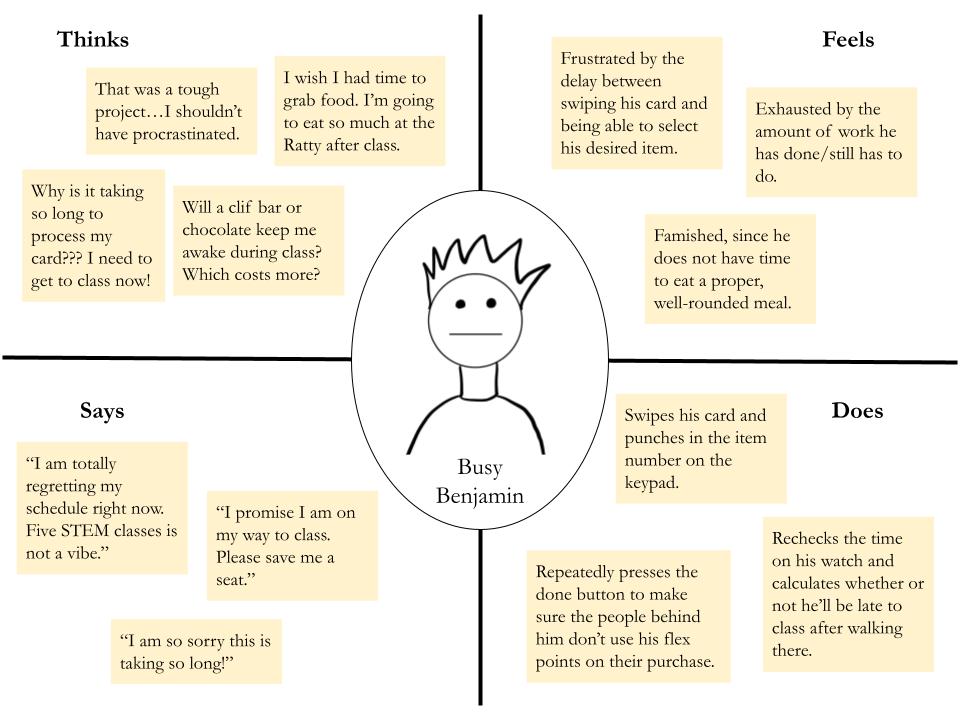 Thinks
That was a tough
project…I shouldn’t
have procrastinated.
I wish I had time to
grab food. I’m going
to eat so much at the
Ratty after class.
Why is it taking
so long to
process my
card??? I need to
get to class now!
Will a clif bar or
chocolate keep me
awake during class?
Which costs more?
Feels
Frustrated by the
delay between
swiping his card and
being able to select
his desired item.
Exhausted by the
amount of work he
has done/still has to
do.
Famished, since he
does not have time
to eat a proper,
well-rounded meal.
Busy
Benjamin
Says
“I am totally
regretting my
schedule right now.
Five STEM classes is
not a vibe.”
“I promise I am on
my way to class.
Please save me a
seat.”
“I am so sorry this is
taking so long!”
Does
Swipes his card and
punches in the item
number on the
keypad.
Repeatedly presses the
done button to make
sure the people behind
him don’t use his flex
points on their purchase.
Rechecks the time
on his watch and
calculates whether or
not he’ll be late to
class after walking
there.